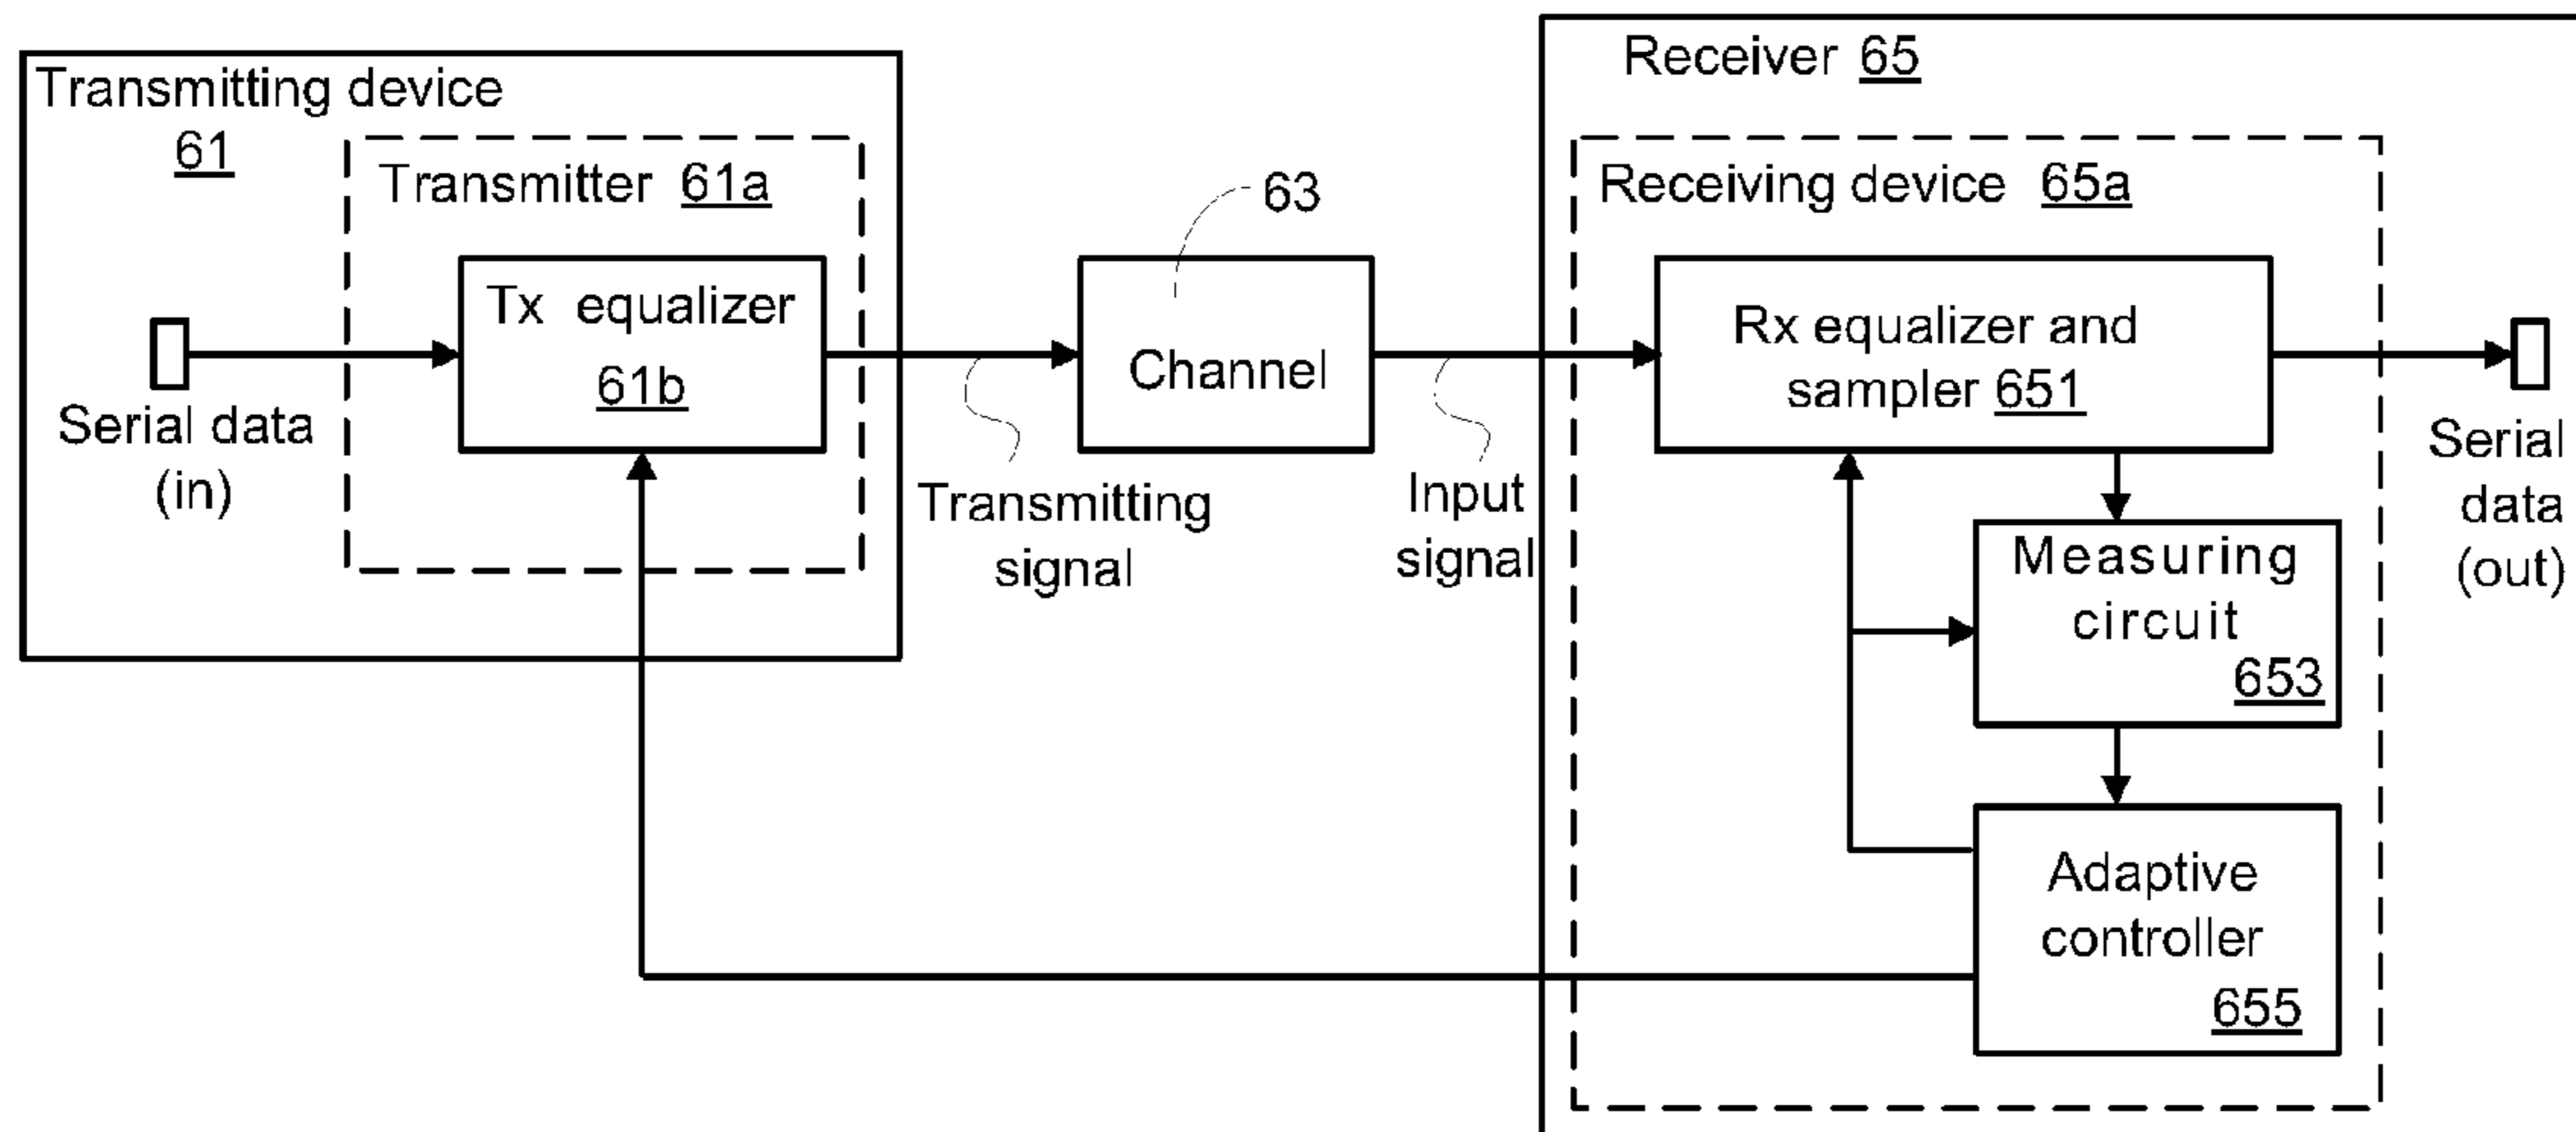 Transmitting device
61
Transmitter 61a
Tx equalizer
61b
Serial data
(in)
Transmitting
signal
63
Channel
Input
signal
Receiver 65
Receiving device 65a
Rx equalizer and
sampler 651
Measuring
circuit
653
Adaptive
controller
655
Serial
data
(out)